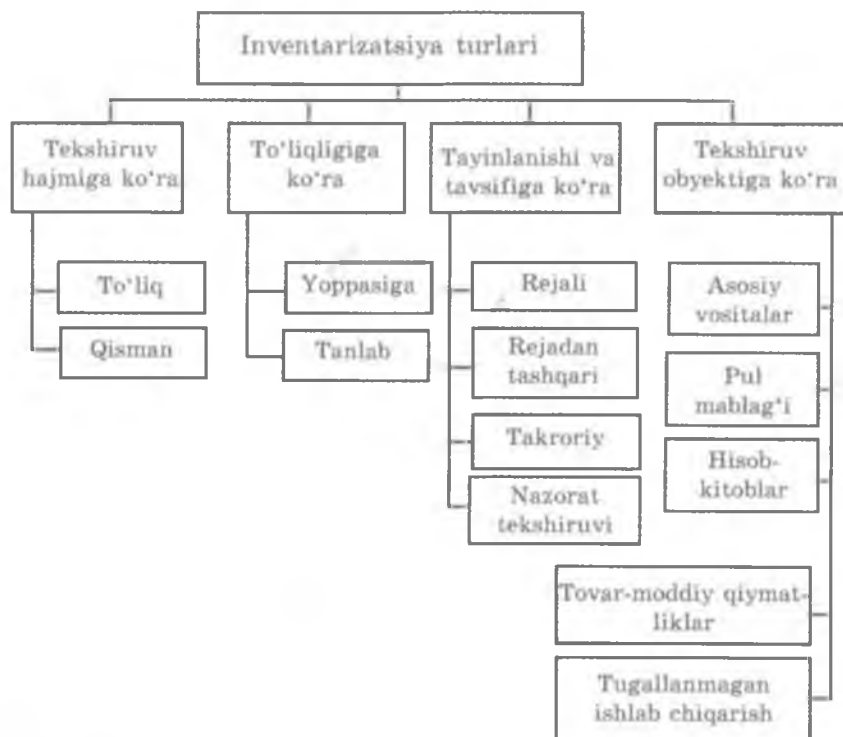 Inventarizatsiya turlari
Tekshiruv
hajmiga ko‘ra
To‘liq
Qisman
To‘liqligiga
ko‘ra
Yoppasiga
Tanlab
Tayinlanishi va
tavsifiga ko‘ra
Rejali
Rejadan
tashqari
Takroriy
Nazorat
tekshiruvi
Tekshiruv
obyektiga ko‘ra
Asosiy
vositalar
Pul
mablag‘i
Hisob-
kitoblar
Tovar-moddiy qiymat-
liklar
Tugallanmagan
ishlab chiqarish